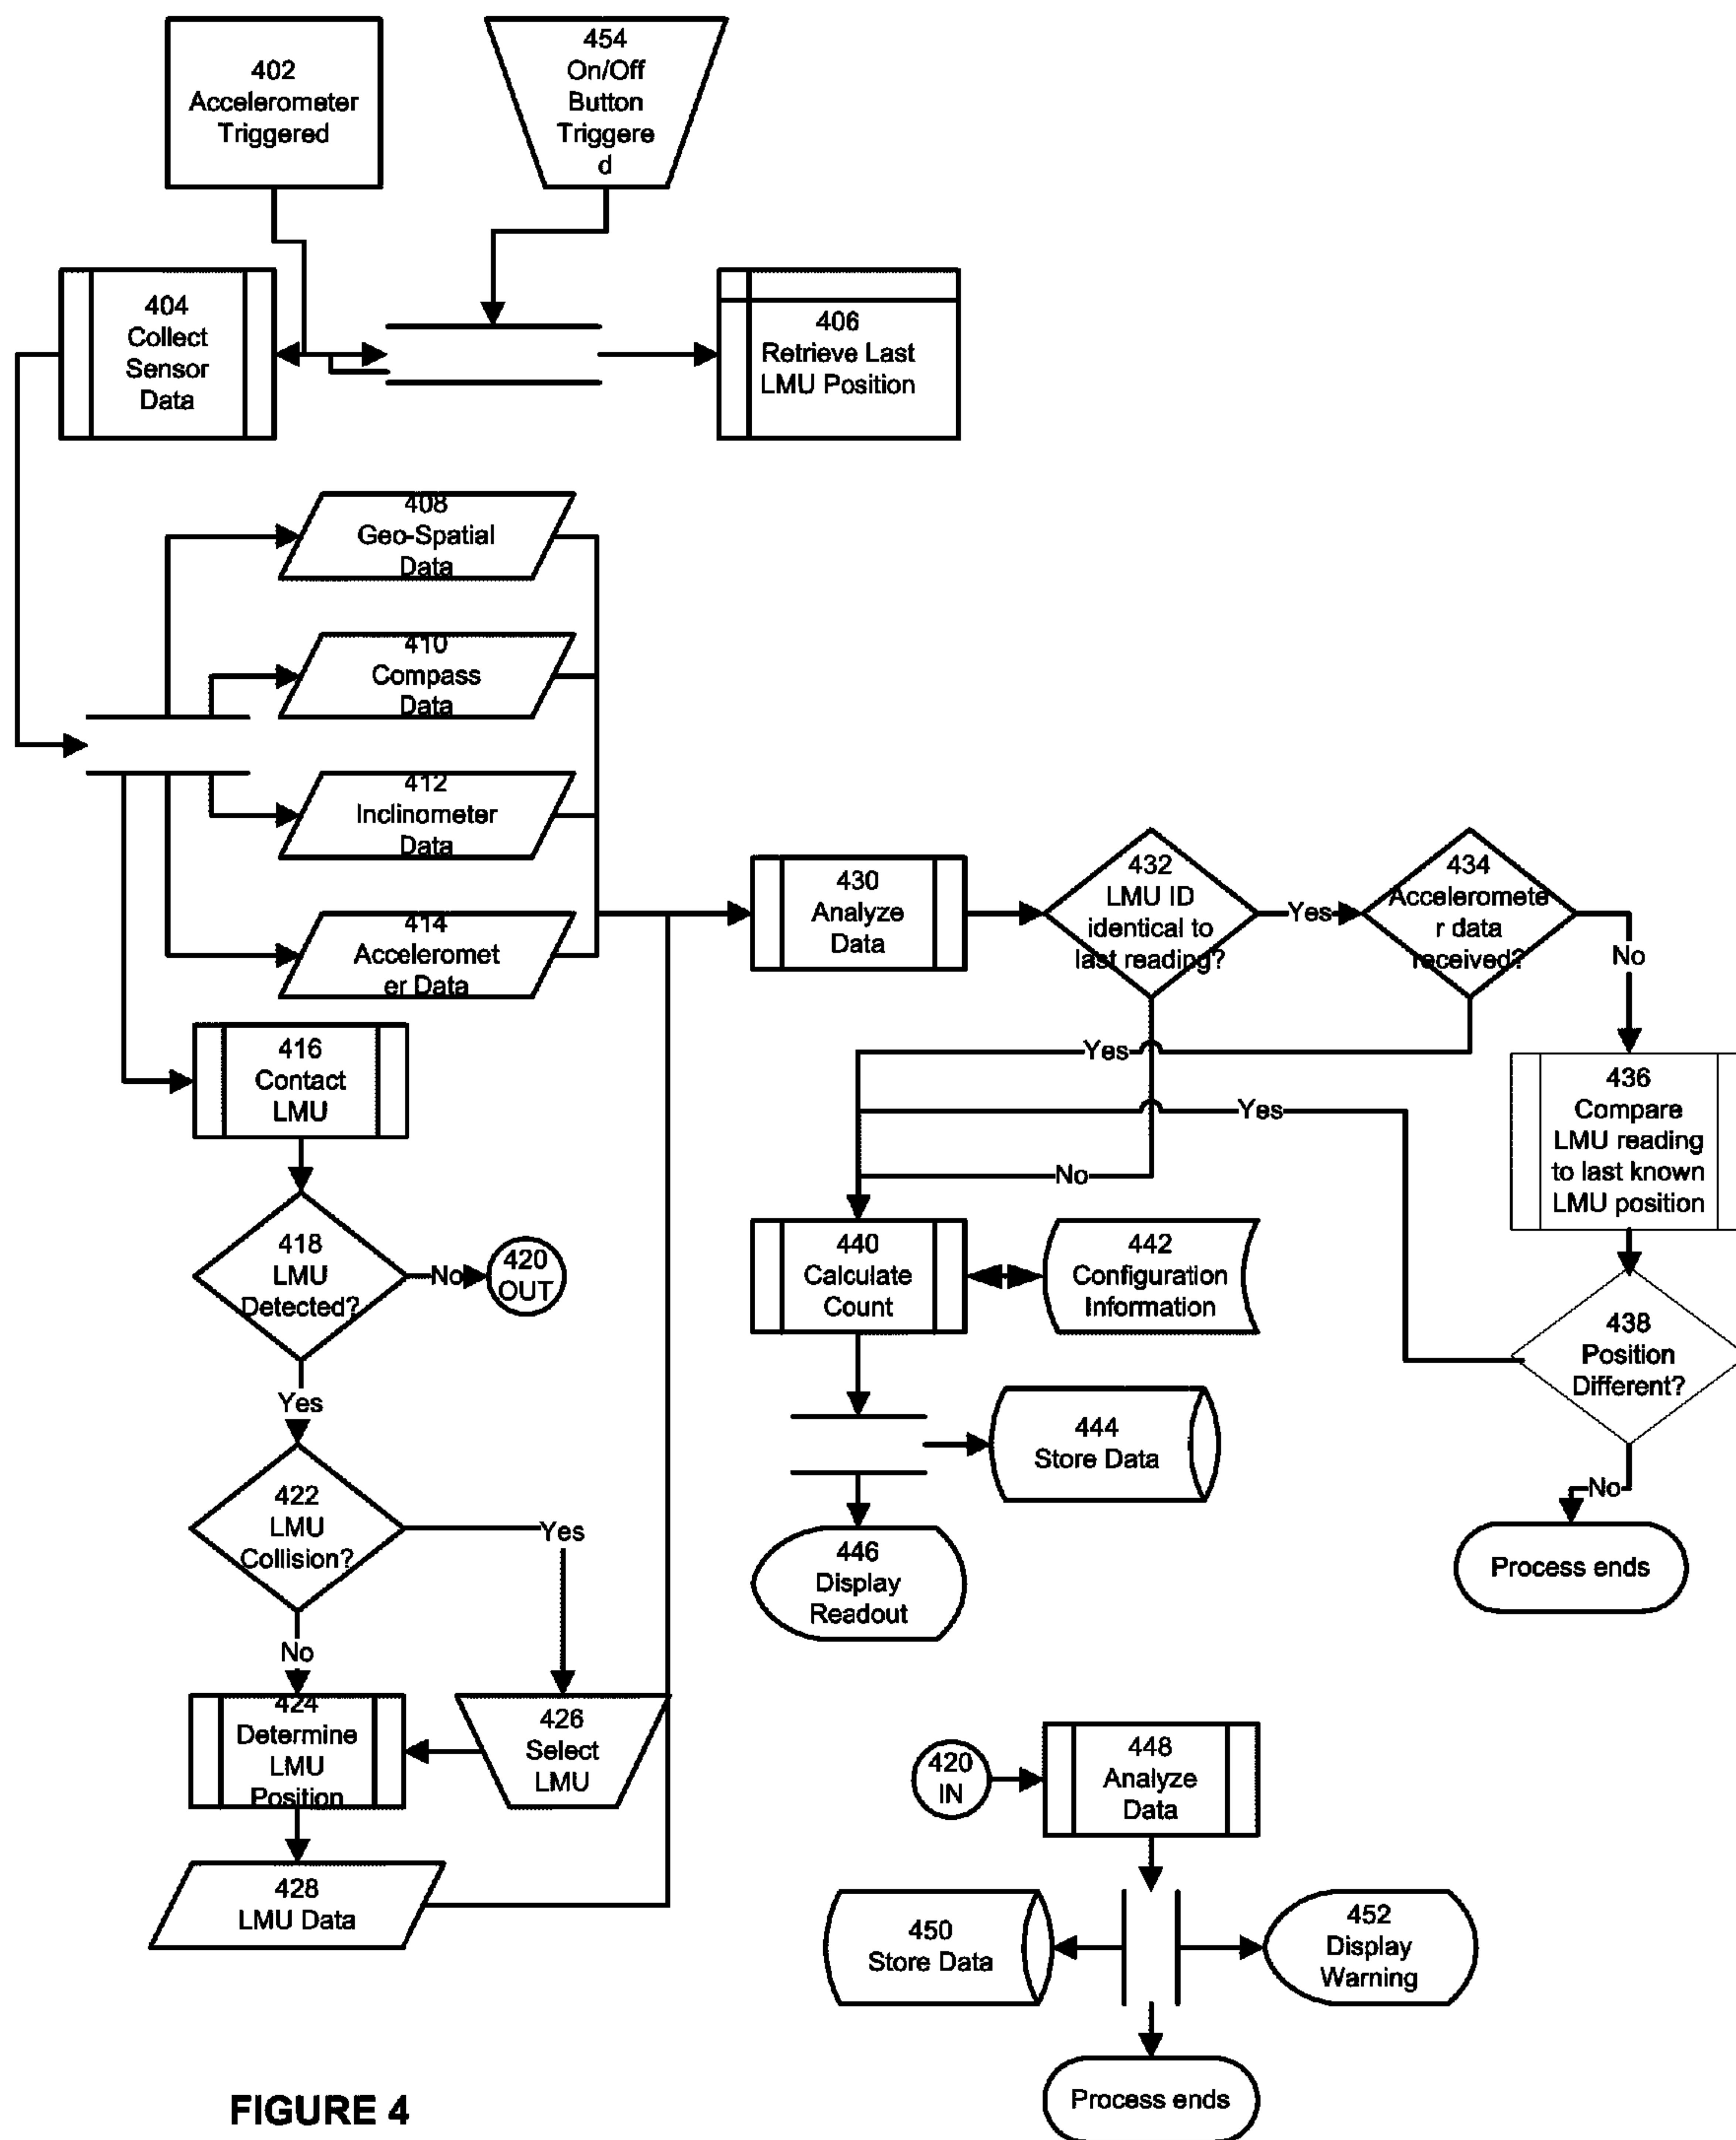 402
Accelerometer
Triggered
454
On/Off
Button
Triggere
d
404
Collect
Sensor
Data
406
Retrieve Last
LMU Position
408
Geo-Spatial
Data
410
Compass
Data
412
Inclinometer
Data
414
Acceleromet
er Data
416
Contact
LMU
418
LMU
Detected?
No
420
OUT
Yes
422
LMU
Collision?
Yes
No
424
Determine
LMU
Position
426
Select
LMU
428
LMU Data
430
Analyze
Data
432
LMU ID
identical to
last reading?
Yes
434
Acceleromete
r data
received?
No
Yes
Yes
No
436
Compare
LMU reading
to last known
LMU position
438
Position
Different?
No
Process ends
440
Calculate
Count
442
Configuration
Information
444
Store Data
446
Display
Readout
420
IN
448
Analyze
Data
450
Store Data
452
Display
Warning
Process ends
FIGURE 4